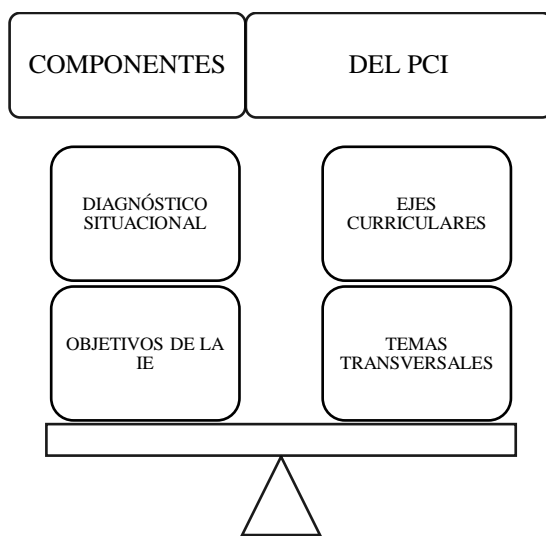 COMPONENTES
DEL PCI
DIAGNÓSTICO
SITUACIONAL
EJES
CURRICULARES
OBJETIVOS DE LA
IE
TEMAS
TRANSVERSALES